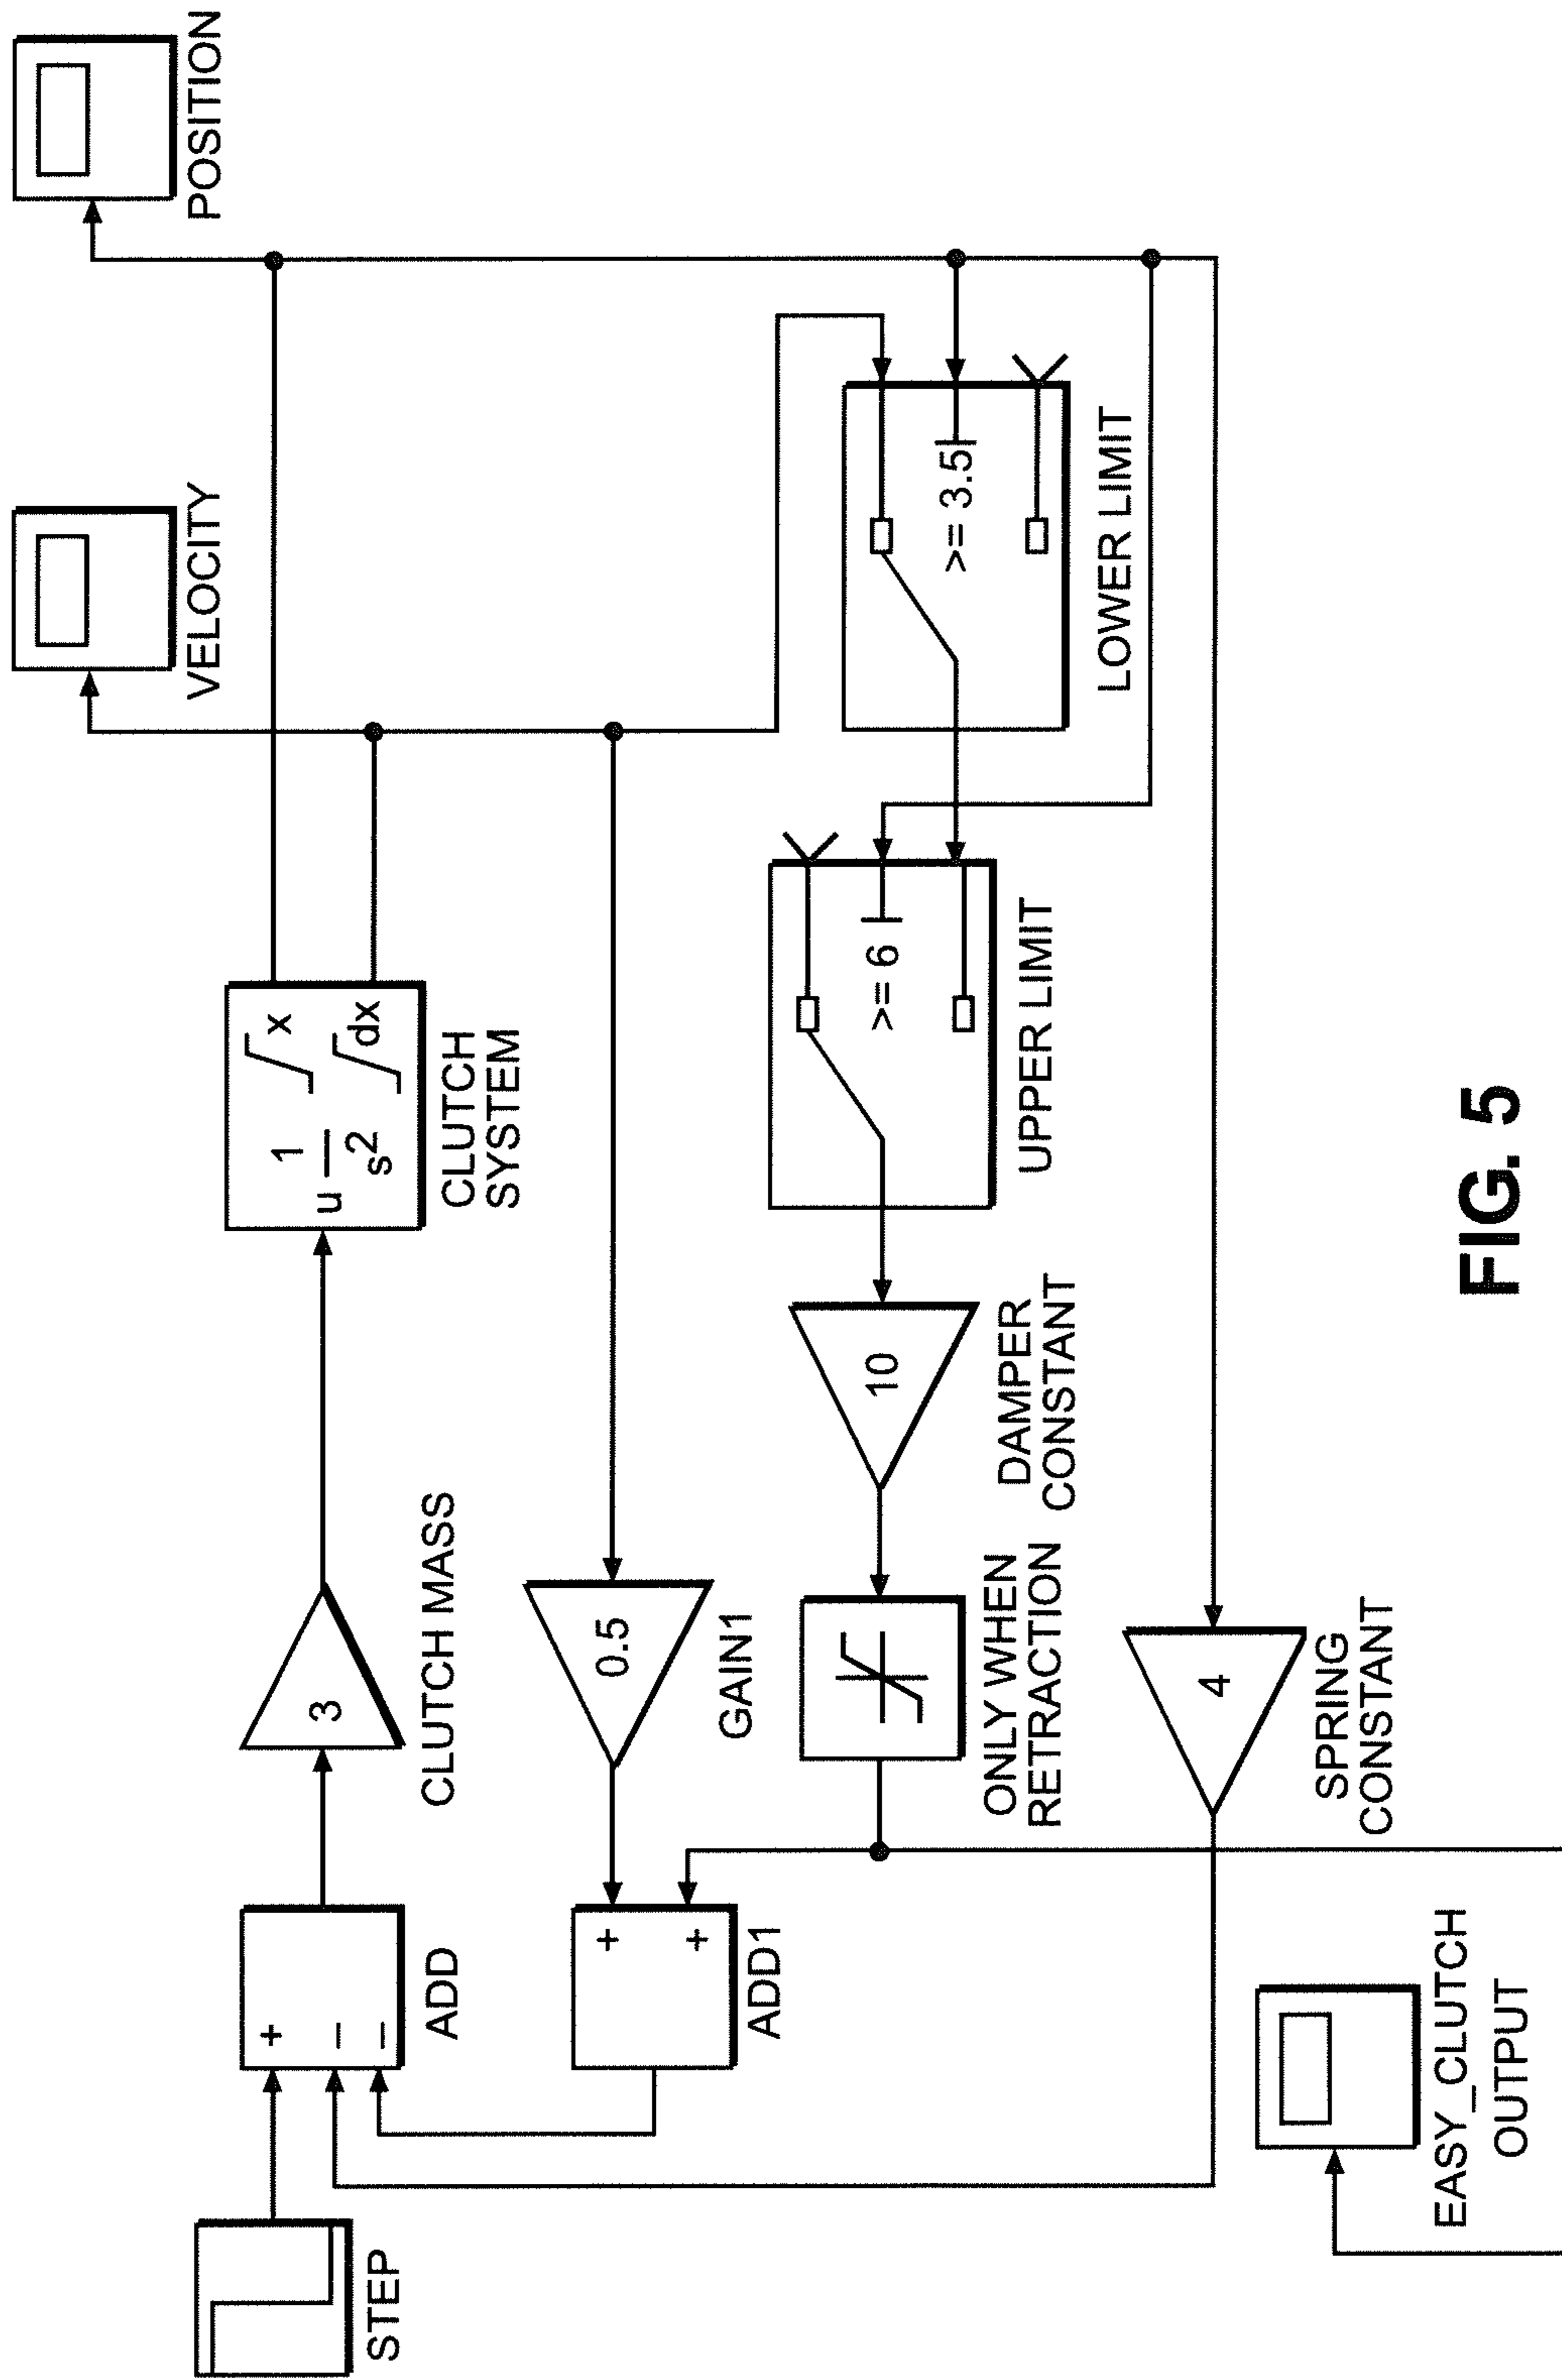 STEP
+
−
−
ADD
3
CLUTCH MASS
u 1/s²
x
dx
CLUTCH
SYSTEM
VELOCITY
POSITION
+
+
ADD1
0.5
GAIN1
ONLY WHEN
RETRACTION
10
DAMPER
CONSTANT
>= 6
UPPER LIMIT
>= 3.5
LOWER LIMIT
4
SPRING
CONSTANT
EASY_CLUTCH
OUTPUT
FIG. 5